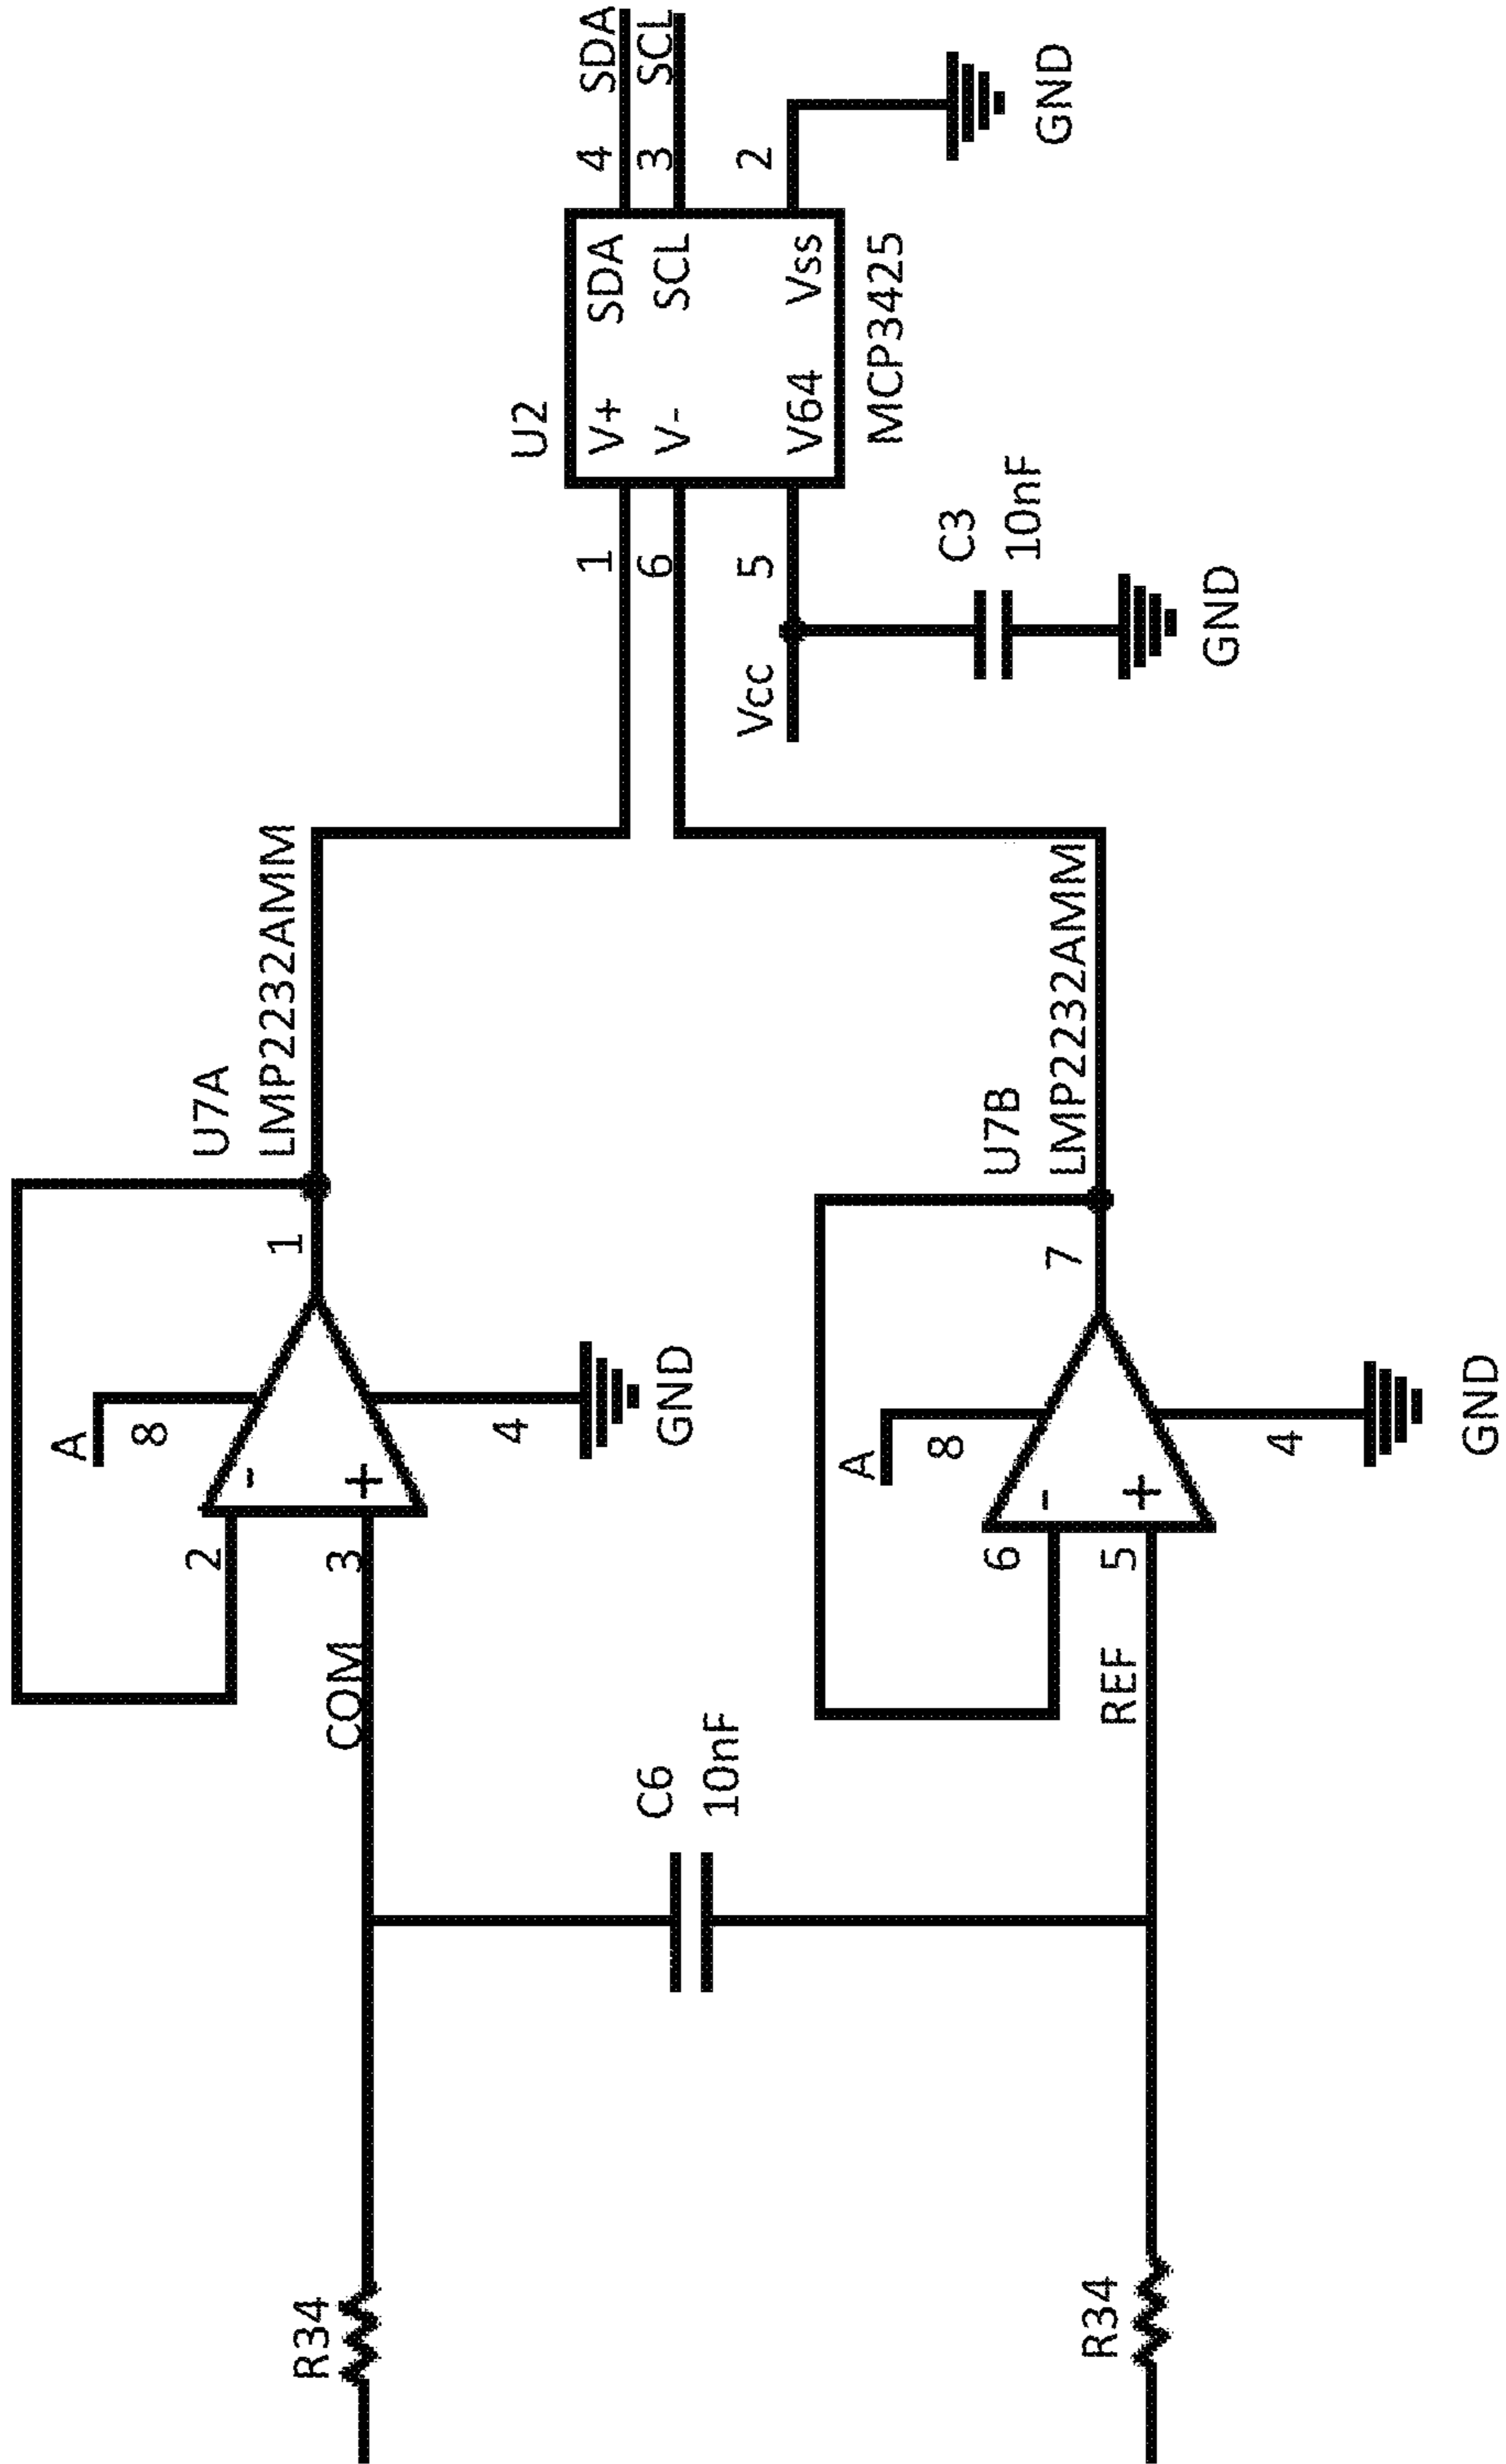 R34
COM
2
3
A
8
-
+
4
GND
1
U7A
LMP2232AMM
C6
10nF
R34
REF
6
5
A
8
-
+
4
GND
7
U7B
LMP2232AMM
1
6
5
Vcc
C3
10nF
GND
U2
V+ SDA
V- SCL
V64 Vss
MCP3425
4 SDA
3 SCL
2
GND